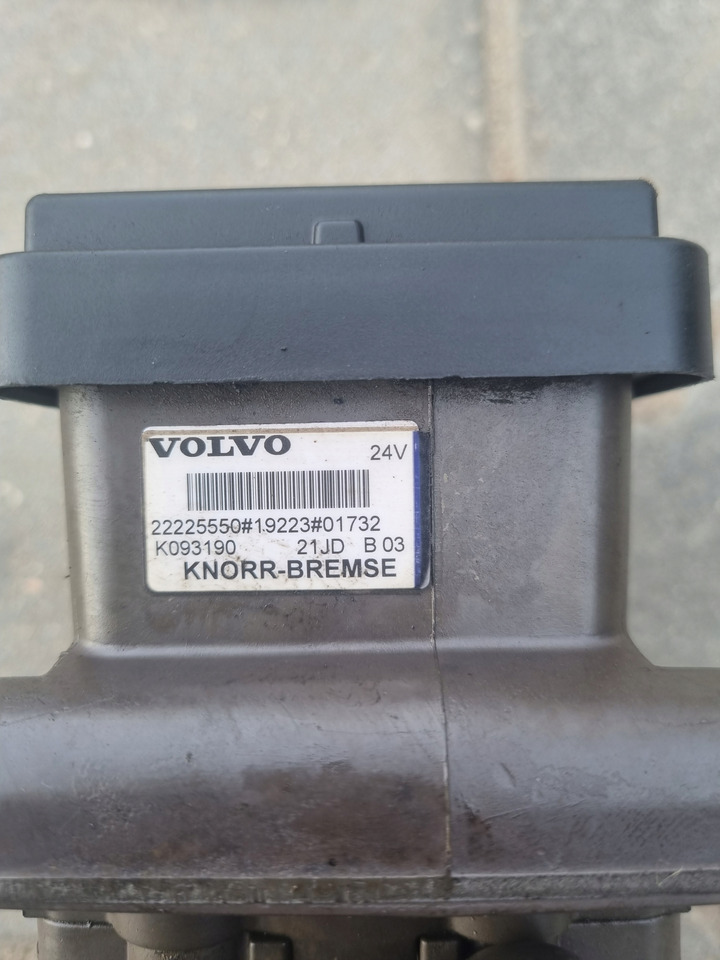 VOLVO 24V
22225550#19223#01732
K093190 21JD B 03
KNORR-BREMSE